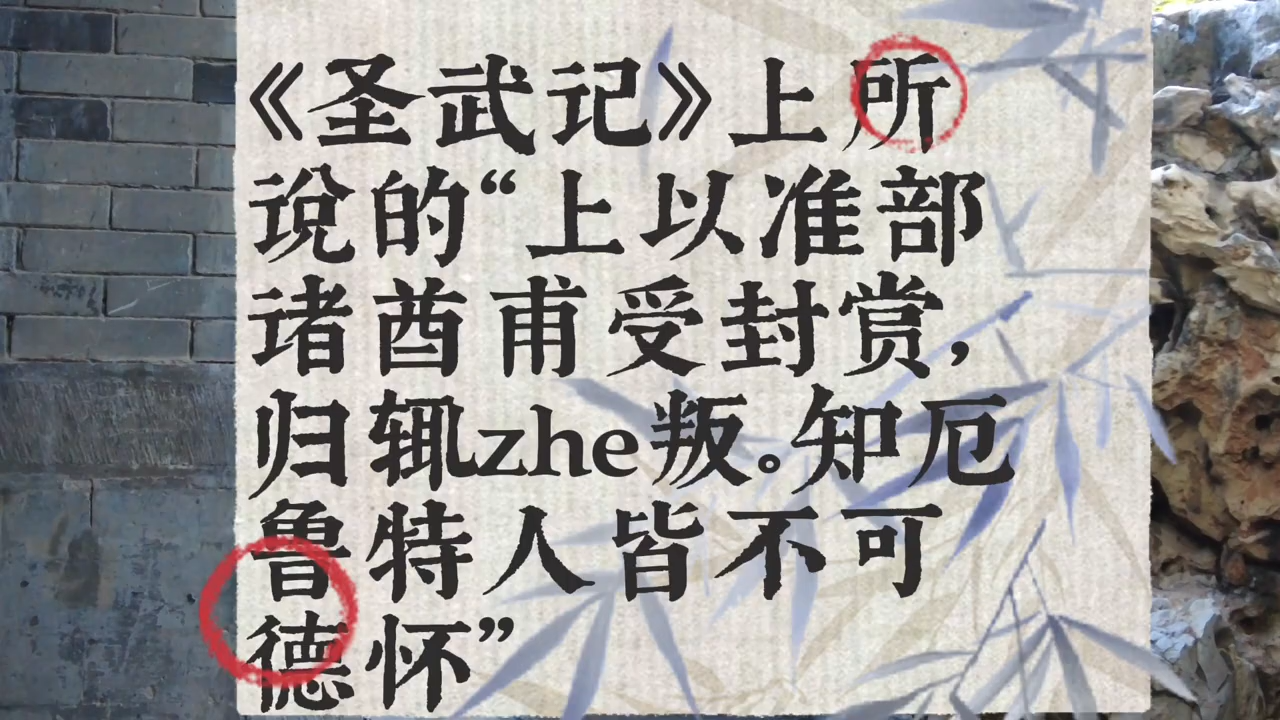 《圣武记》上所
说的“上以准部
诸酋甫受封赏，
归辄zhe叛。知厄
鲁特人皆不可
德怀”